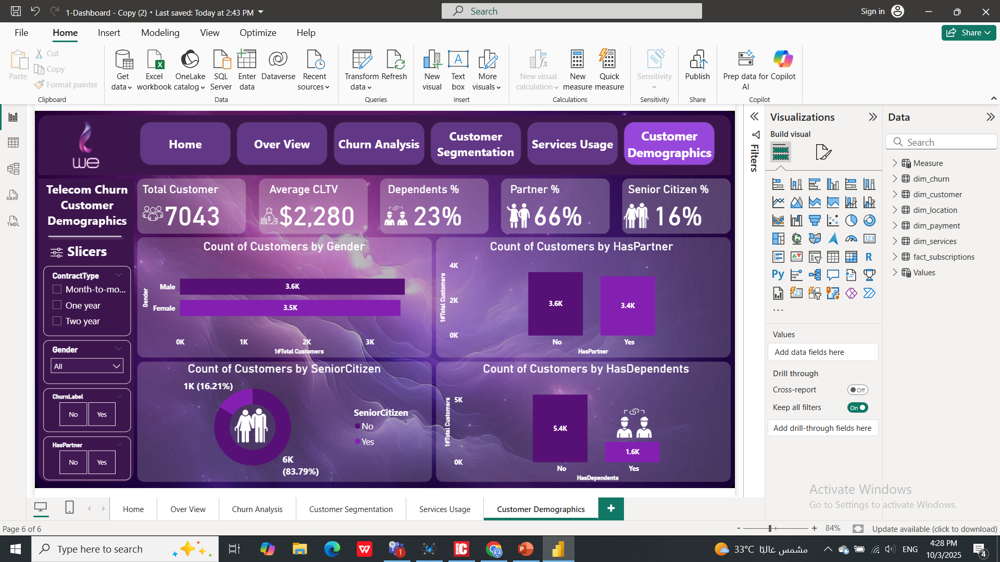 1-Dashboard - Copy (2) • Last saved: Today at 2:43 PM
Search
Sign in
File
Home
Insert
Modeling
View
Optimize
Help
Share
Paste
Cut
Copy
Format painter
Clipboard
Get data
Excel workbook
OneLake catalog
SQL Server
Enter data
Dataverse
Recent sources
Data
Transform data
Refresh
Queries
New visual
Text box
More visuals
Insert
New visual calculation
New measure
Quick measure
Calculations
Sensitivity
Sensitivity
Publish
Share
Prep data for AI
Copilot
Copilot
we
Home
Over View
Churn Analysis
Customer Segmentation
Services Usage
Customer Demographics
Telecom Churn
Customer
Demographics
Slicers
ContractType
Month-to-mo...
One year
Two year
Gender
All
ChurnLabel
No
Yes
HasPartner
No
Yes
Total Customer
7043
Average CLTV
$2,280
Dependents %
23%
Partner %
66%
Senior Citizen %
16%
Count of Customers by Gender
Gender
Male
3.6K
Female
3.5K
0K
1K
2K
3K
1#Total Customers
Count of Customers by HasPartner
1#Total Customers
4K
2K
0K
3.6K
3.4K
No
Yes
HasPartner
Count of Customers by SeniorCitizen
1K (16.21%)
6K
(83.79%)
SeniorCitizen
No
Yes
Count of Customers by HasDependents
1#Total Customers
5K
0K
5.4K
1.6K
No
Yes
HasDependents
Filters
Visualizations
Build visual
123
R
Py
123
...
Values
Add data fields here
Drill through
Cross-report
Off
Keep all filters
On
Add drill-through fields here
Data
Search
Measure
dim_churn
dim_customer
dim_location
dim_payment
dim_services
fact_subscriptions
Values
DAX
TMDL
Activate Windows
Go to Settings to activate Windows.
Home
Over View
Churn Analysis
Customer Segmentation
Services Usage
Customer Demographics
+
Page 6 of 6
- + 84%
Update available (click to download)
Type here to search
1
33°C مشمس غالبًا
ENG
4:28 PM
10/3/2025
4